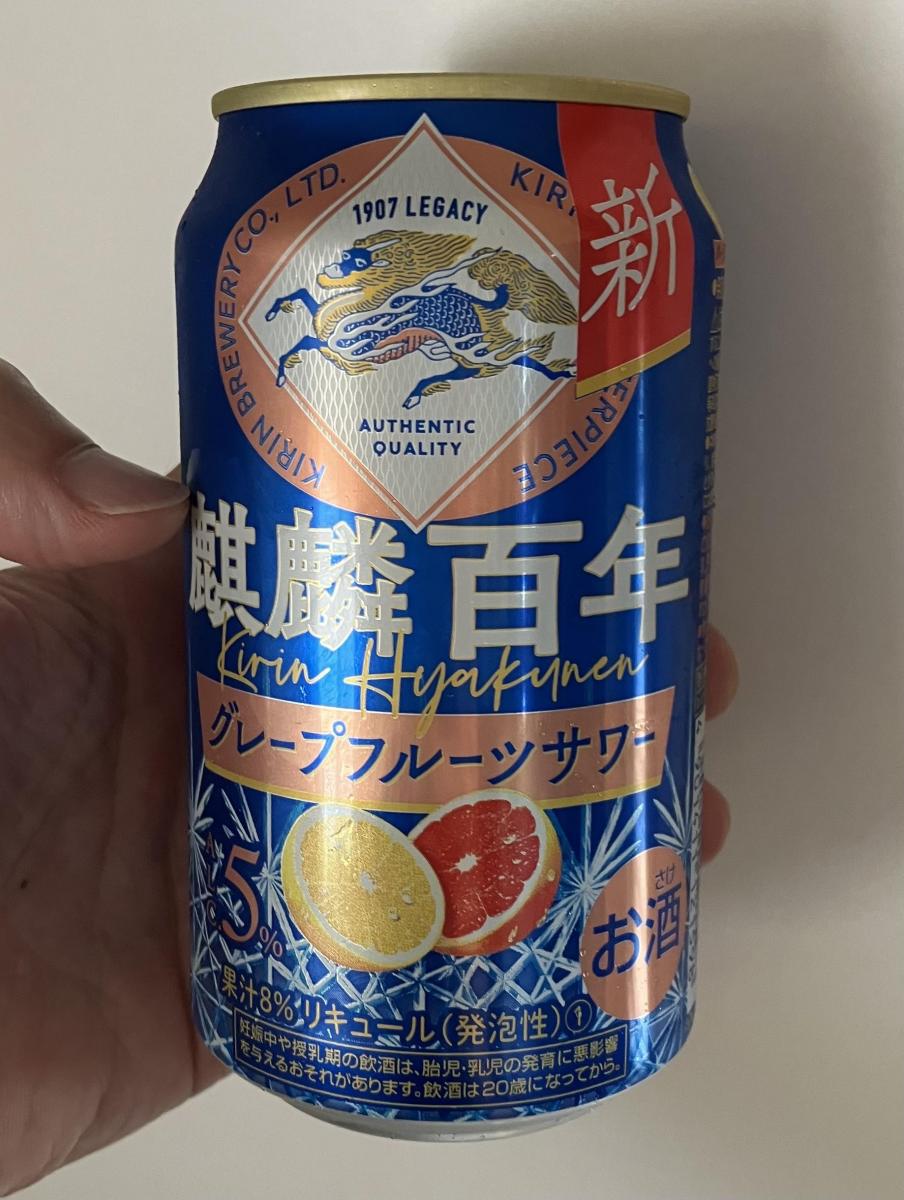 KIRIN BREWERY CO., LTD.
1907 LEGACY
新
AUTHENTIC
QUALITY
麒麟百年
Kirin Hyakunen
グレープフルーツサワー
ALC.5%
さけ
お酒
果汁8% リキュール(発泡性)①
妊娠中や授乳期の飲酒は、胎児・乳児の発育に悪影響
を与えるおそれがあります。飲酒は20歳になってから。